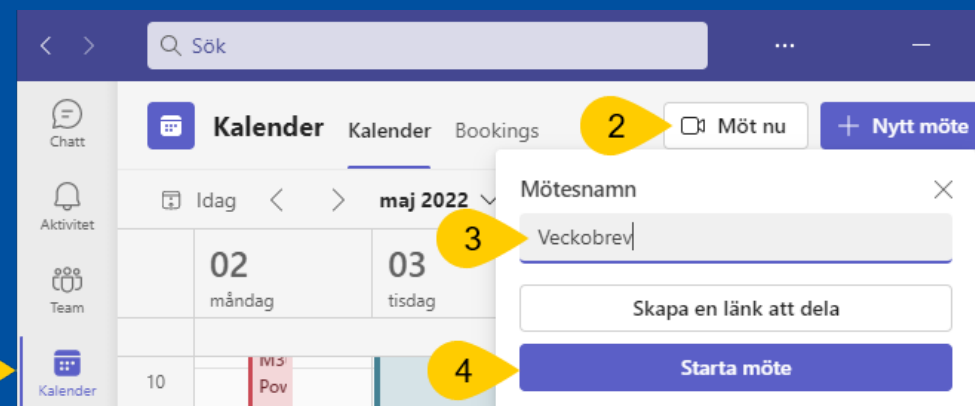 Sök
Chatt
Kalender Kalender Bookings
2
Möt nu
Nytt möte
Aktivitet
Idag
maj 2022
Mötesnamn
3
Veckobrev
Team
02
måndag
03
tisdag
Skapa en länk att dela
Kalender
10
Pov
4
Starta möte